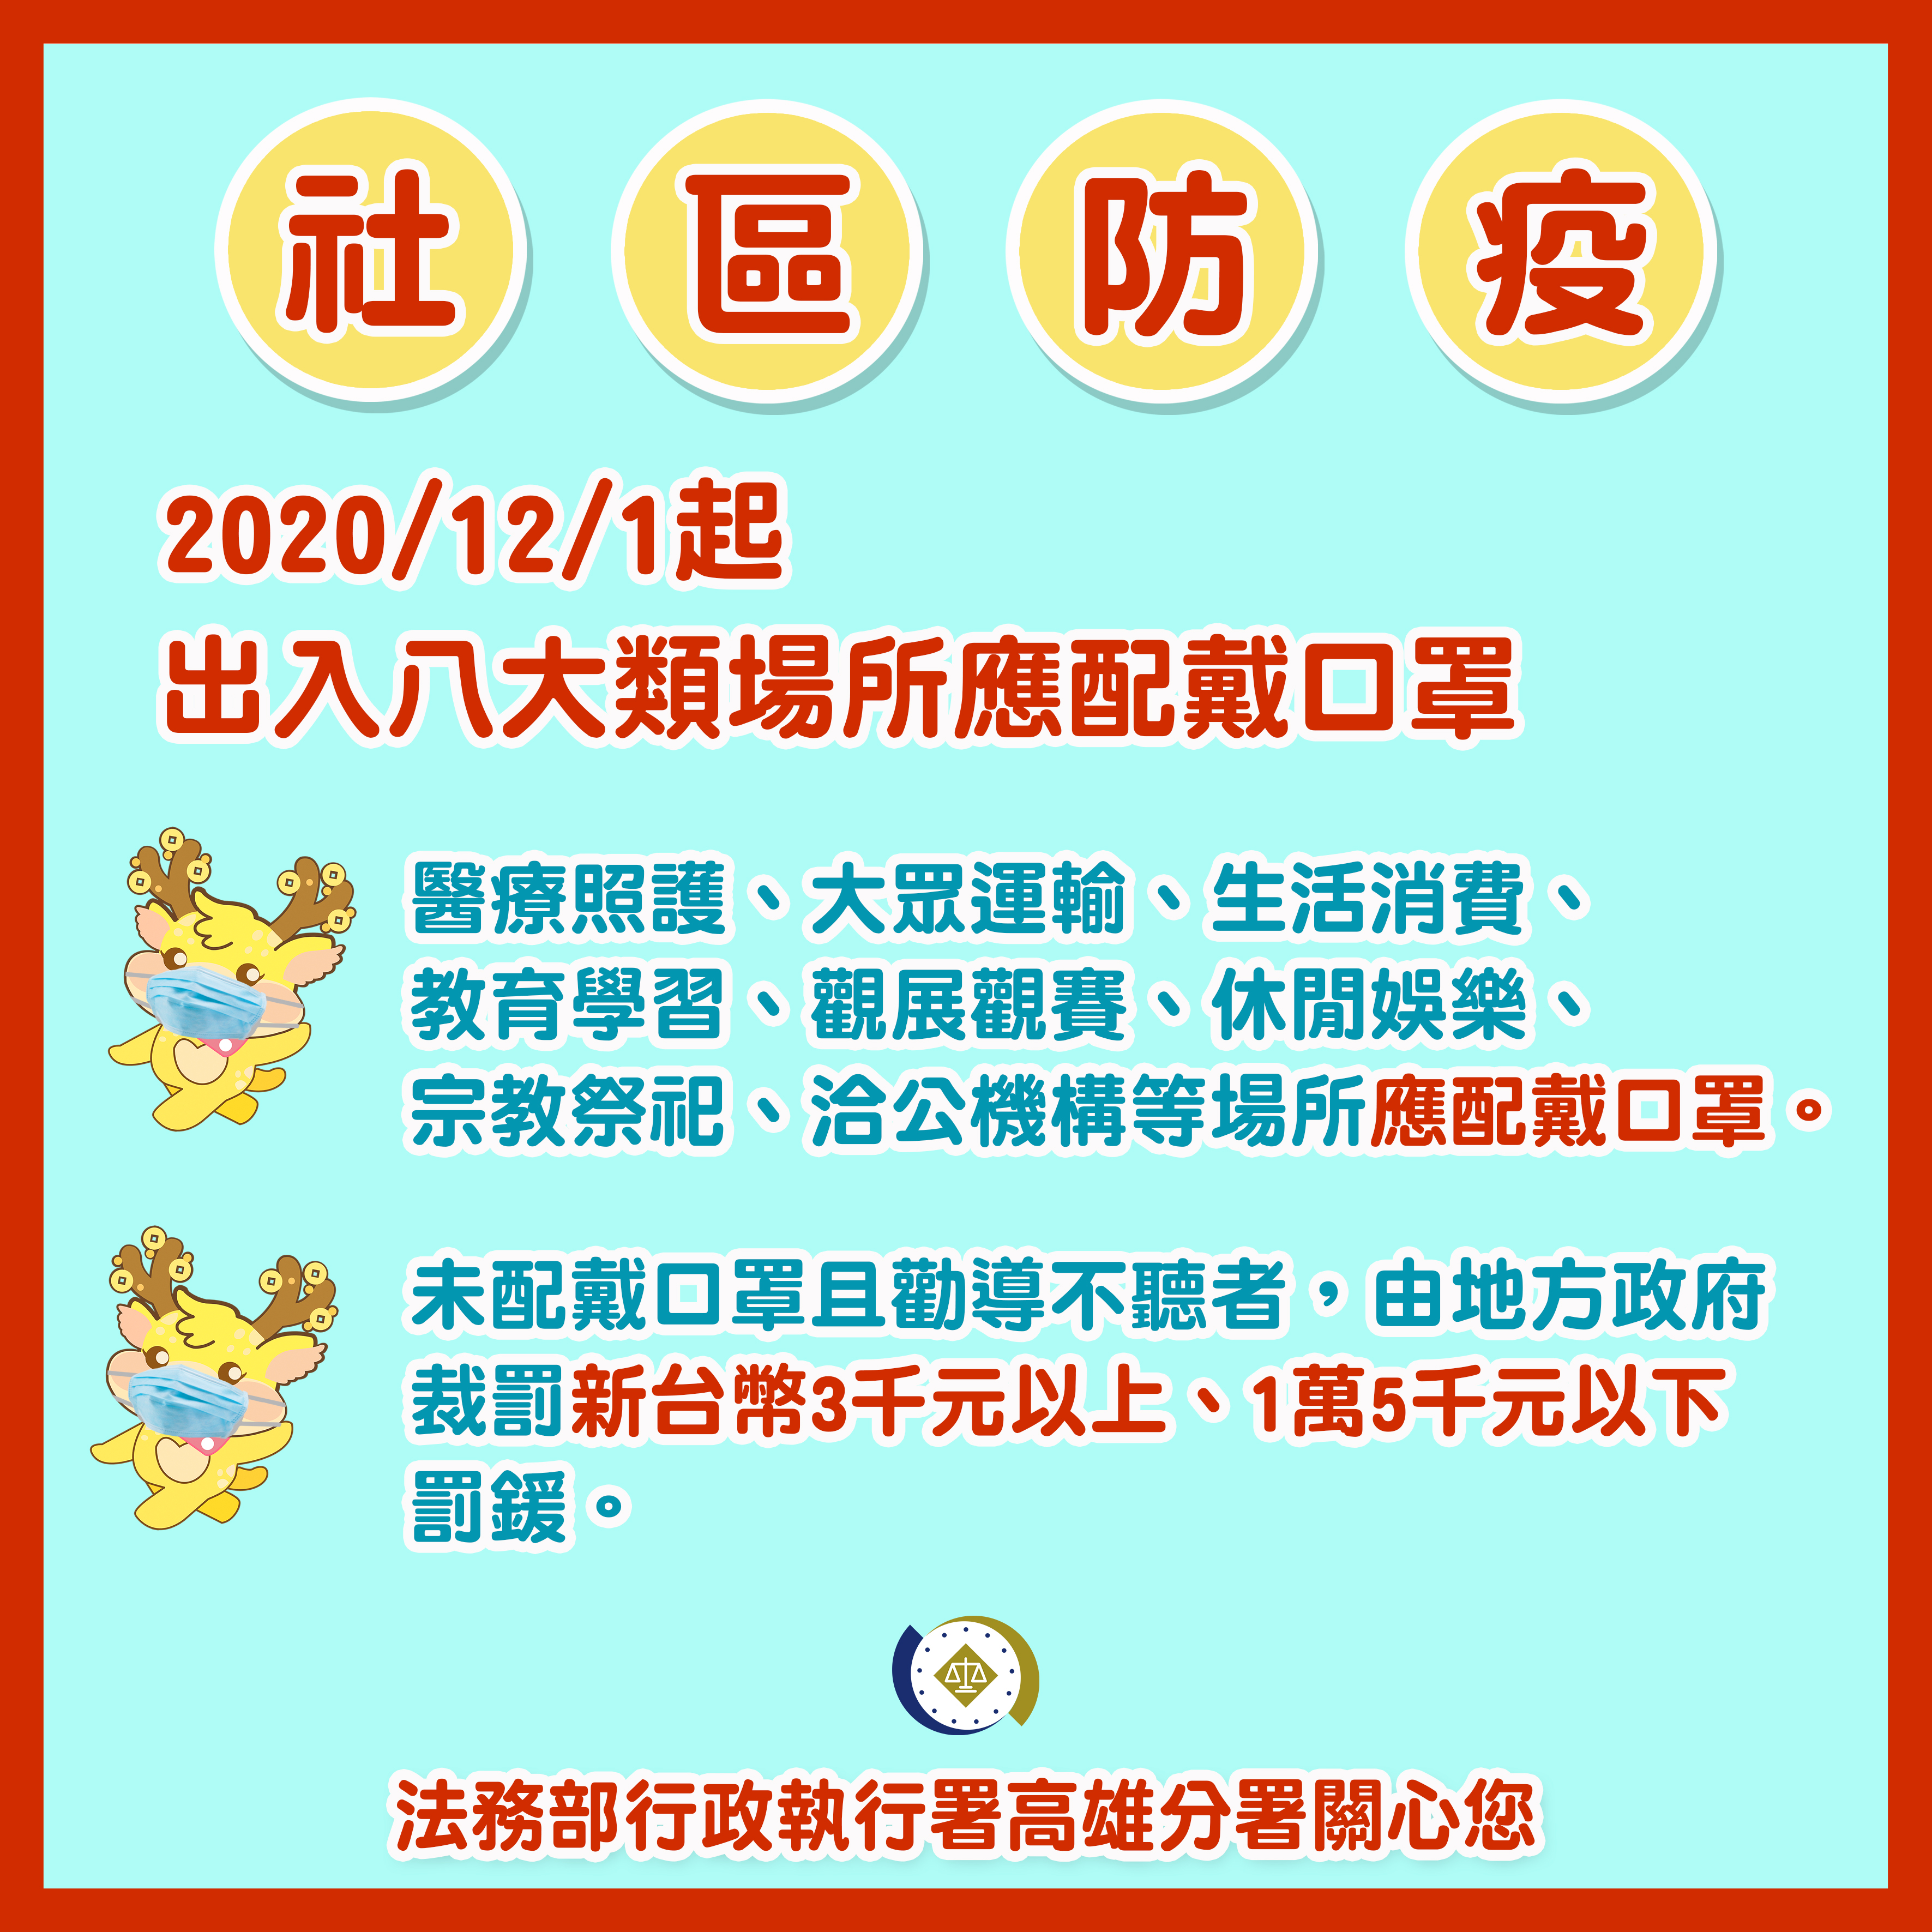 社區防疫
2020/12/1起
出入八大類場所應配戴口罩
醫療照護、大眾運輸、生活消費、
教育學習、觀展觀賽、休閒娛樂、
宗教祭祀、洽公機構等場所應配戴口罩。
未配戴口罩且勸導不聽者，由地方政府
裁罰新台幣3千元以上、1萬5千元以下
罰鍰。
法務部行政執行署高雄分署關心您